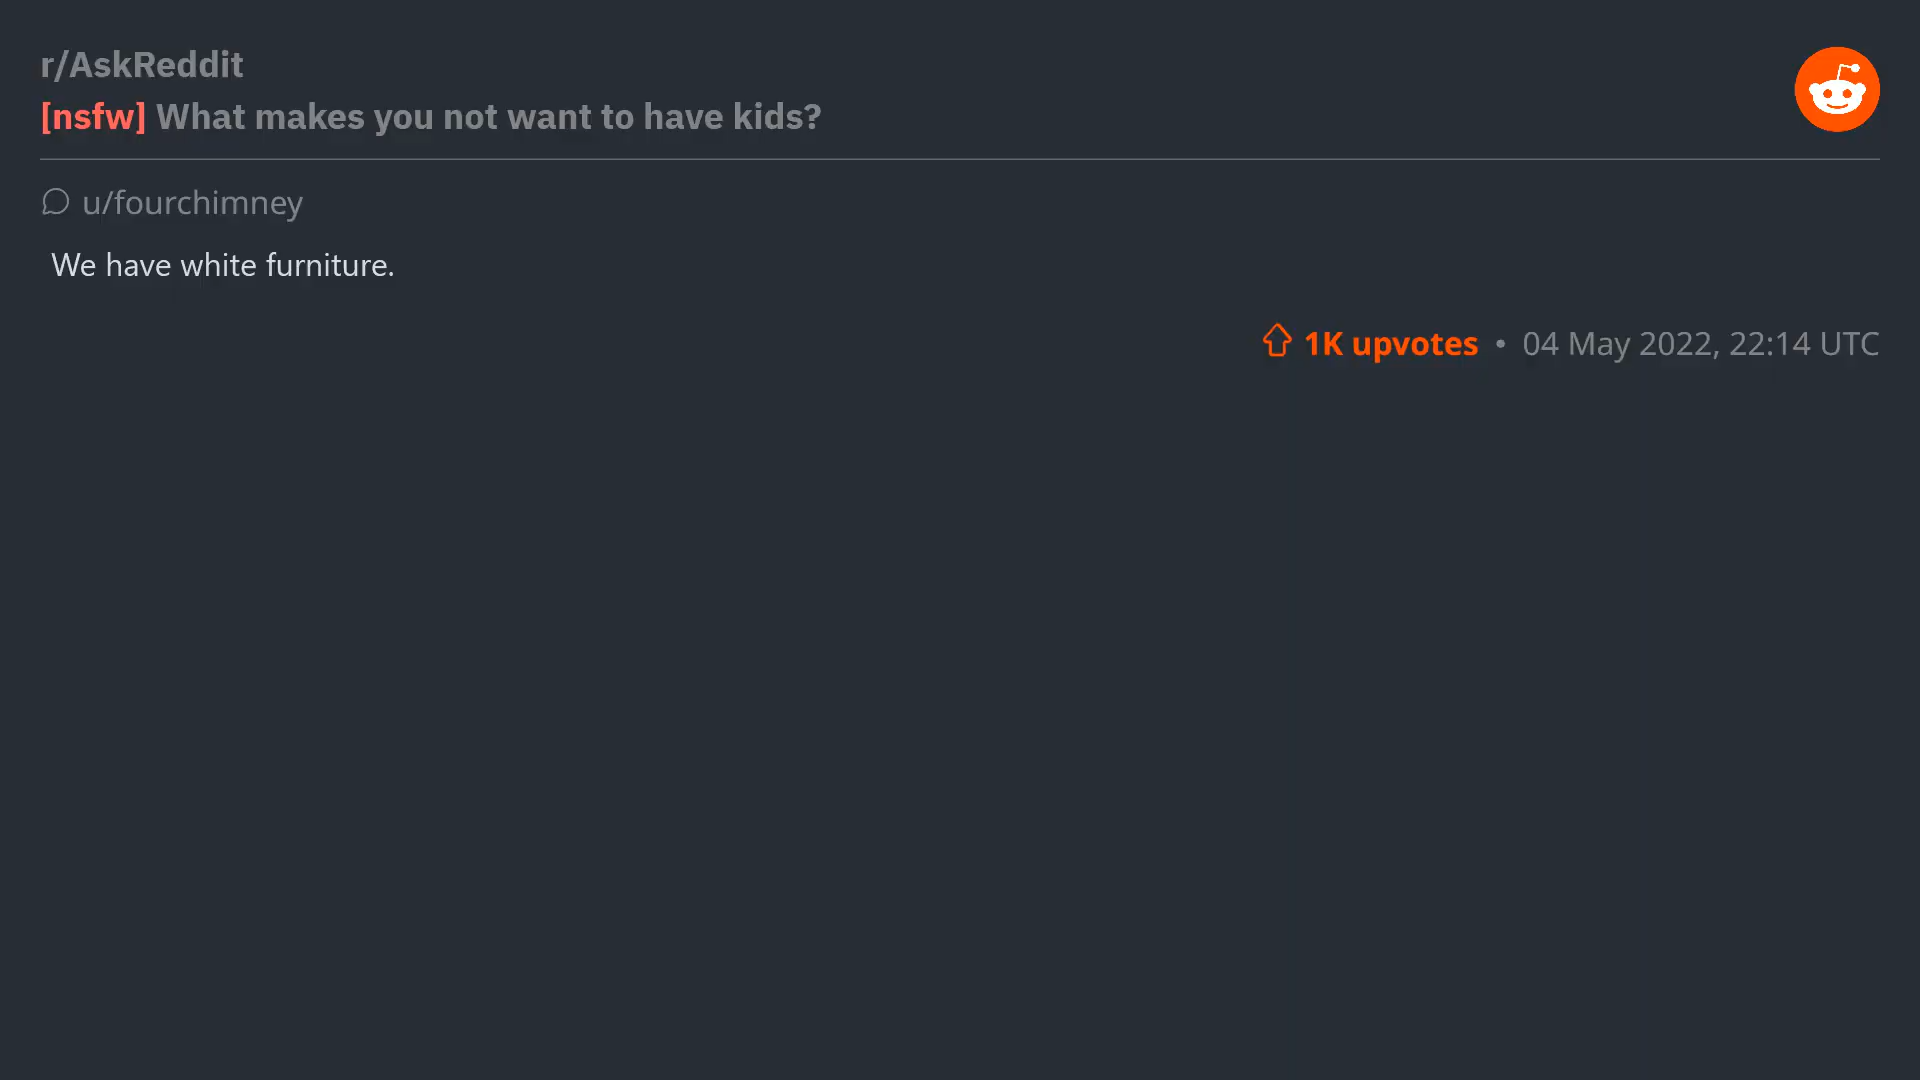 r/AskReddit
[nsfw] What makes you not want to have kids?
u/fourchimney
We have white furniture.
1K upvotes • 04 May 2022, 22:14 UTC